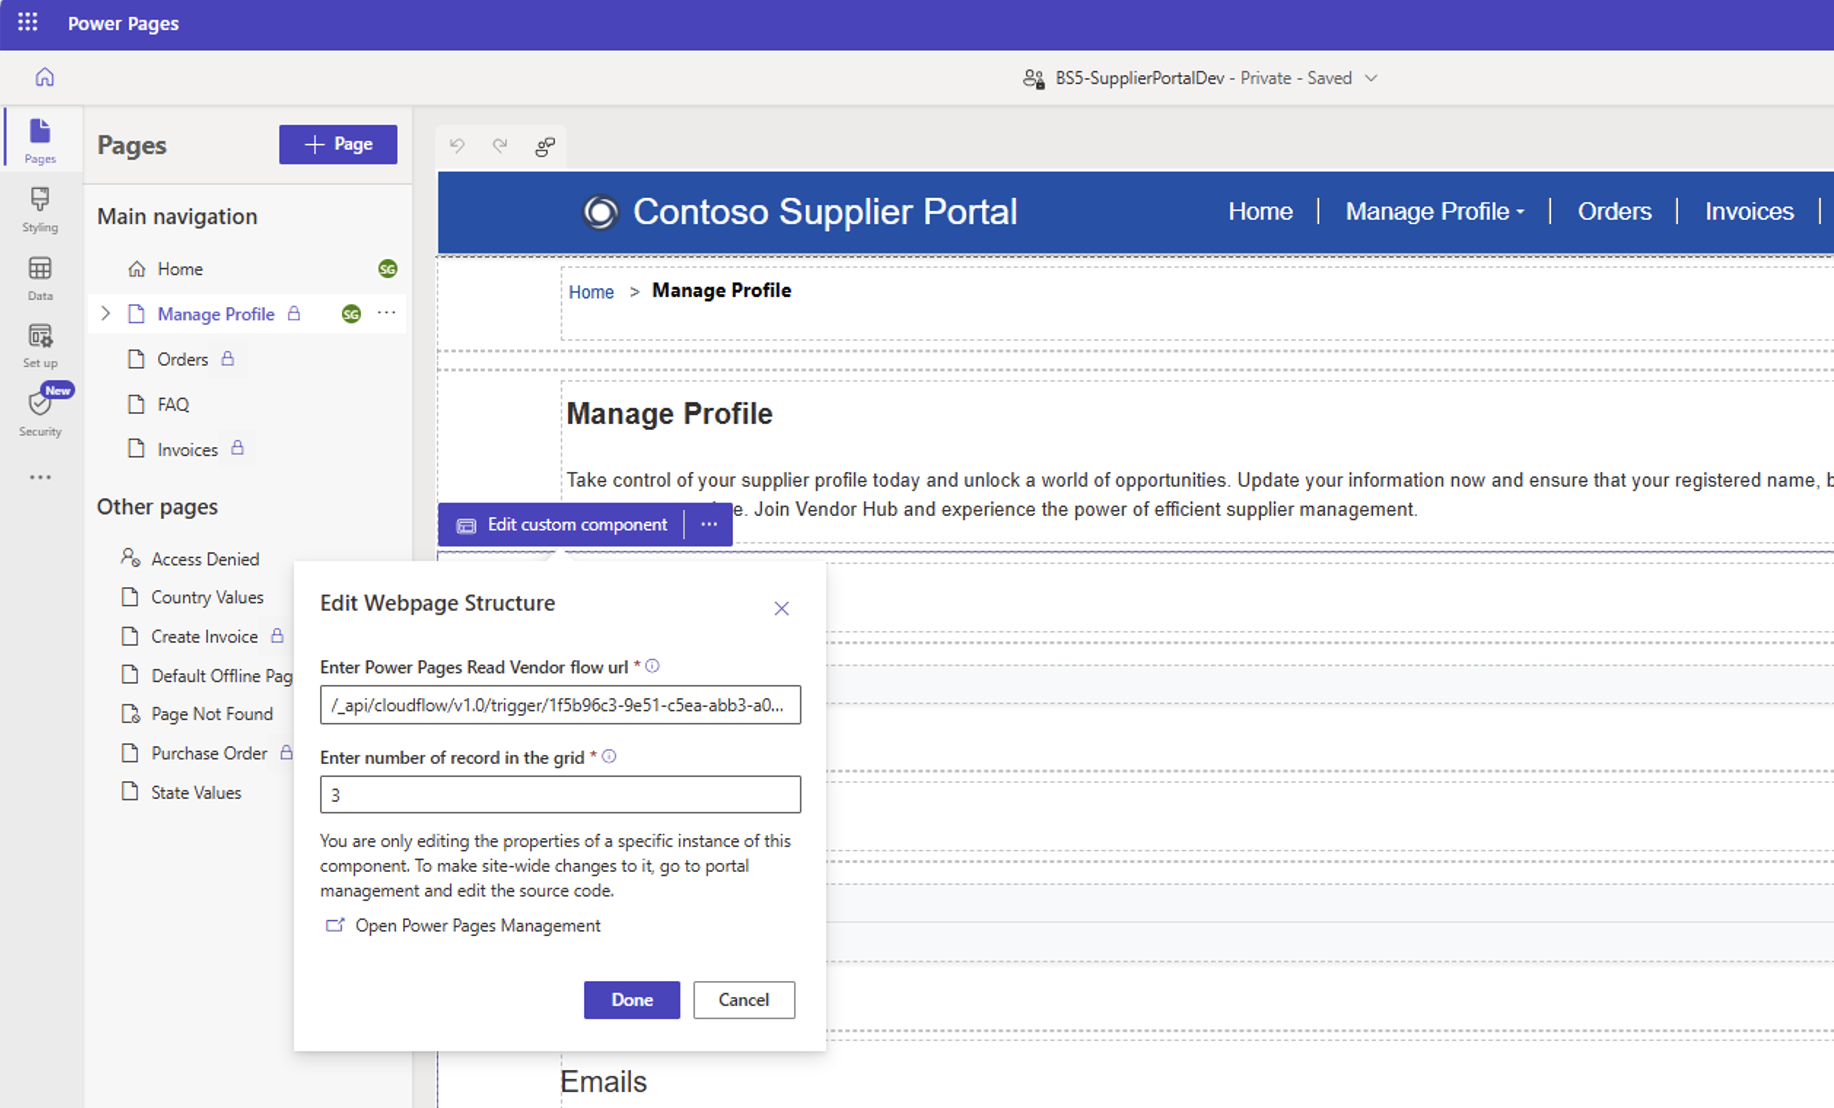 Power Pages
BS5-SupplierPortalDev - Private - Saved
Pages
Styling
Data
Set up
New
Security
Pages
Page
Main navigation
Home
SG
Manage Profile
SG
Orders
FAQ
Invoices
Other pages
Access Denied
Country Values
Create Invoice
Default Offline Pag
Page Not Found
Purchase Order
State Values
Contoso Supplier Portal
Home
Manage Profile
Orders
Invoices
Home > Manage Profile
Manage Profile
Take control of your supplier profile today and unlock a world of opportunities. Update your information now and ensure that your registered name, b
e. Join Vendor Hub and experience the power of efficient supplier management.
Edit custom component
Edit Webpage Structure
Enter Power Pages Read Vendor flow url *
/_api/cloudflow/v1.0/trigger/1f5b96c3-9e51-c5ea-abb3-a0...
Enter number of record in the grid *
3
You are only editing the properties of a specific instance of this
component. To make site-wide changes to it, go to portal
management and edit the source code.
Open Power Pages Management
Done
Cancel
Emails